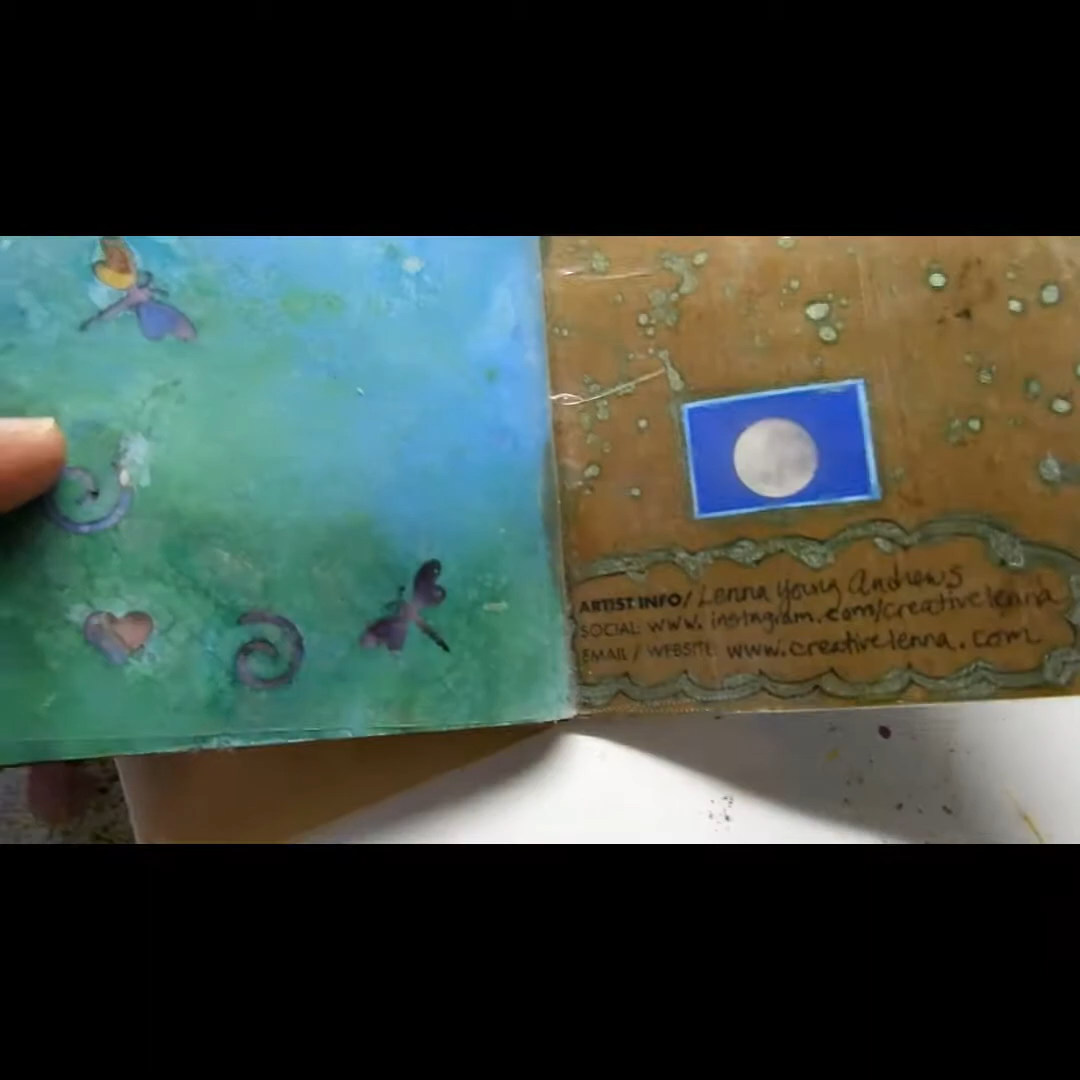 ARTIST INFO/ Lenna Young Andrews
SOCIAL: www.instagram.com/creativelenna
EMAIL / WEBSITE: www.creativelenna.com